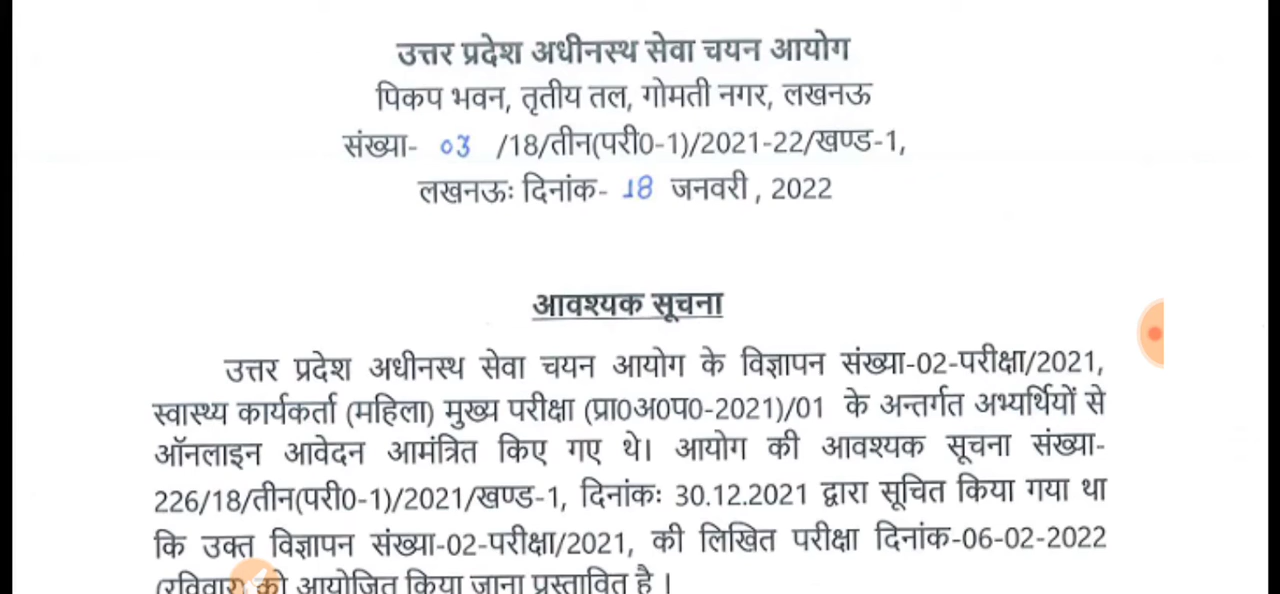 उत्तर प्रदेश अधीनस्थ सेवा चयन आयोग
पिकप भवन, तृतीय तल, गोमती नगर, लखनऊ
संख्या- 03 /18/तीन(परी0-1)/2021-22/खण्ड-1,
लखनऊः दिनांक- 18 जनवरी, 2022
आवश्यक सूचना
उत्तर प्रदेश अधीनस्थ सेवा चयन आयोग के विज्ञापन संख्या-02-परीक्षा/2021,
स्वास्थ्य कार्यकर्ता (महिला) मुख्य परीक्षा (प्रा0अ0प0-2021)/01 के अन्तर्गत अभ्यर्थियों से
ऑनलाइन आवेदन आमंत्रित किए गए थे। आयोग की आवश्यक सूचना संख्या-
226/18/तीन(परी0-1)/2021/खण्ड-1, दिनांकः 30.12.2021 द्वारा सूचित किया गया था
कि उक्त विज्ञापन संख्या-02-परीक्षा/2021, की लिखित परीक्षा दिनांक-06-02-2022
(रविवार) को आयोजित किया जाना प्रस्तावित है।